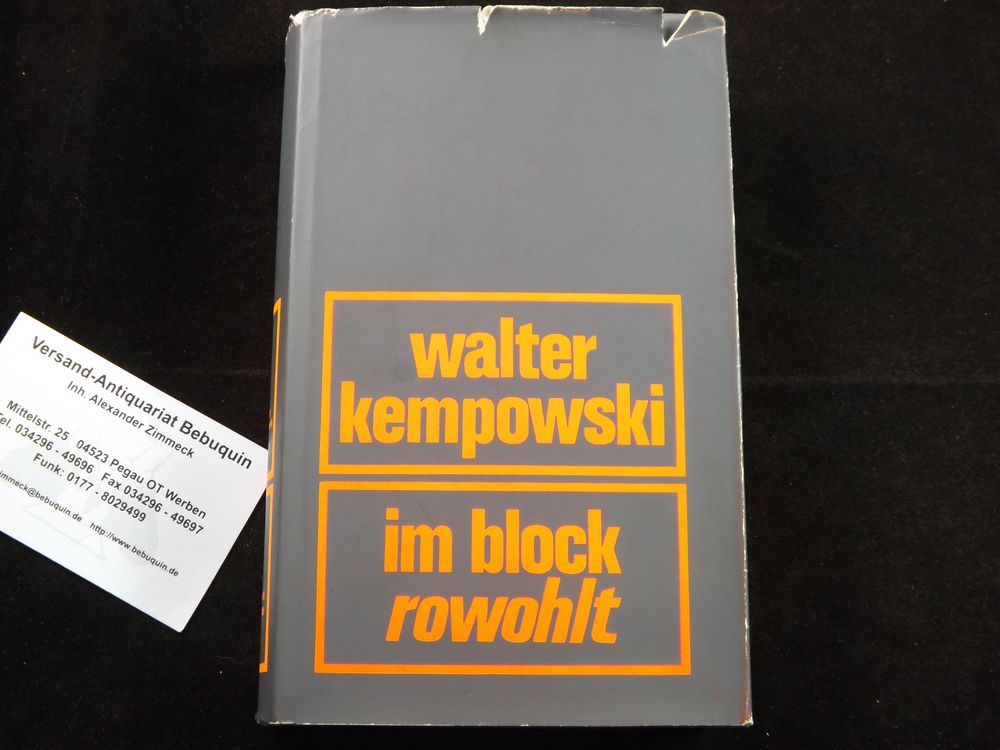 walter
kempowski
im block
rowohlt
Versand-Antiquariat Bebuquin
Inh. Alexander Zimmeck
Mittelstr. 25 04523 Pegau OT Werben
Tel. 034296 - 49696 Fax 034296 - 49697
Funk: 0177 - 8029499
immeck@bebuquin.de http://www.bebuquin.de